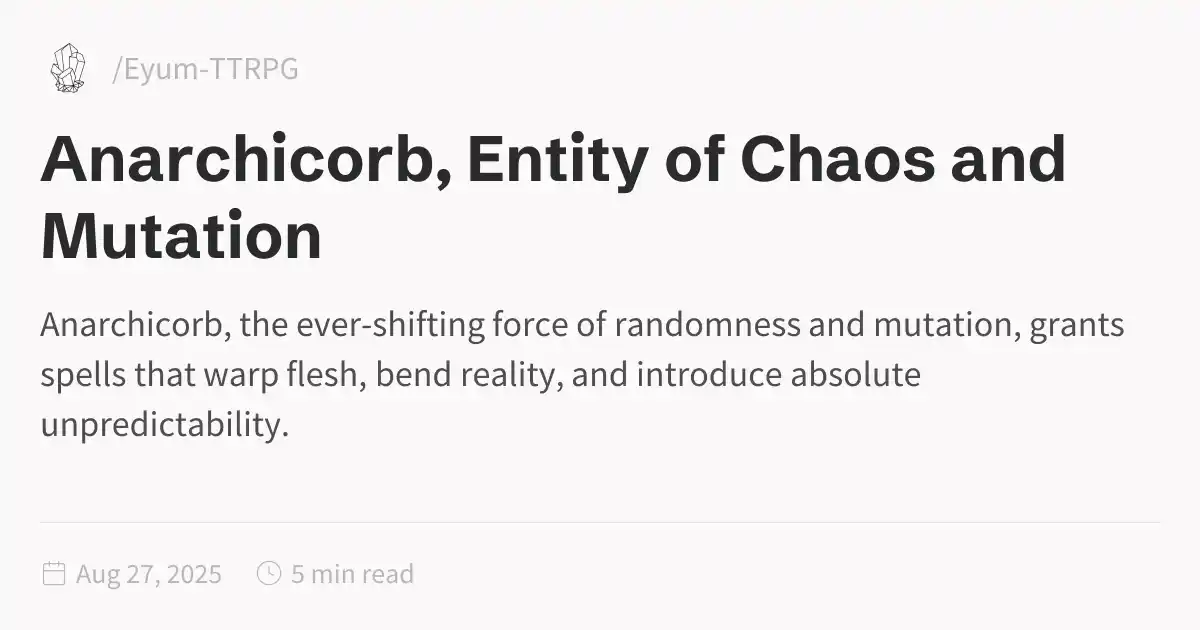 /Eyum-TTRPG
Anarchicorb, Entity of Chaos and
Mutation
Anarchicorb, the ever-shifting force of randomness and mutation, grants
spells that warp flesh, bend reality, and introduce absolute
unpredictability.
Aug 27, 2025 5 min read